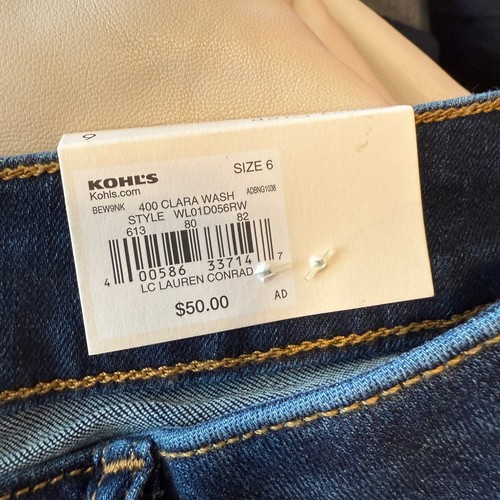 KOHL'S
SIZE 6
Kohls.com
BEW9NK 400 CLARA WASH ADBNG1038
STYLE WL01D056RW
613 80 82
4 00586 33714 7
LC LAUREN CONRAD
$50.00
AD
6